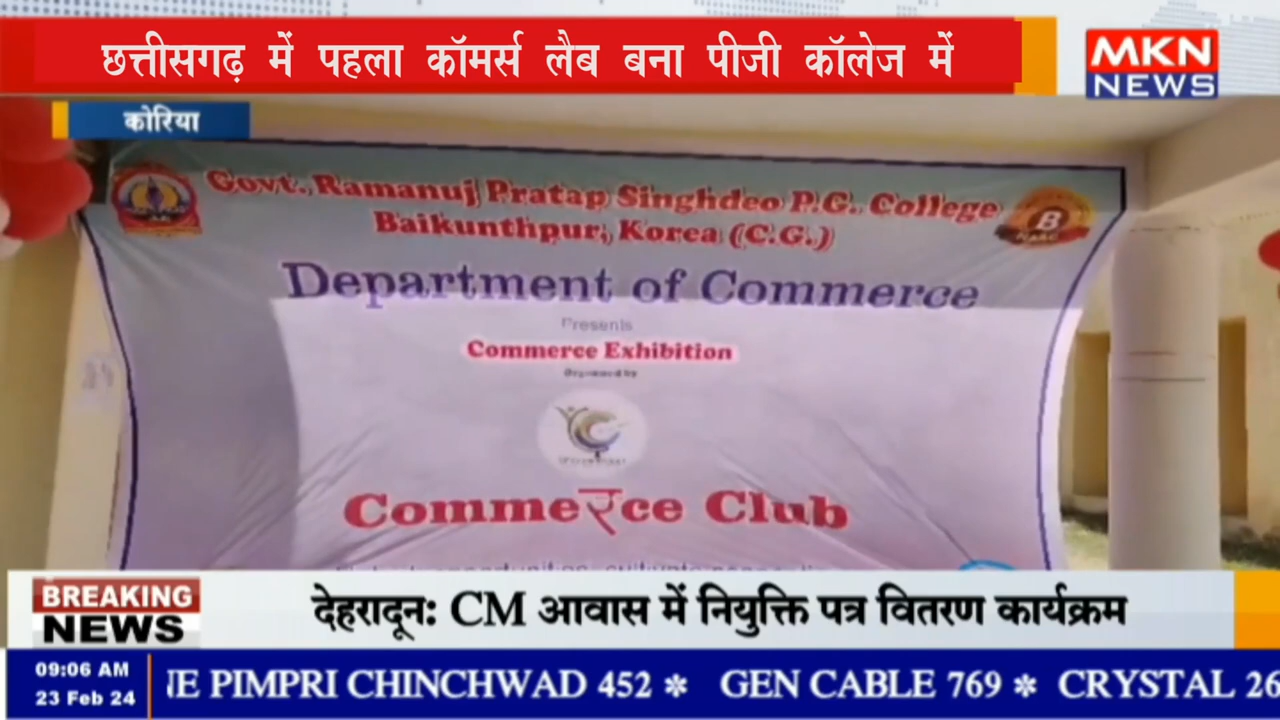 छत्तीसगढ़ में पहला कॉमर्स लैब बना पीजी कॉलेज में
MKN
NEWS
कोरिया
Govt., Ramanuj Pratap Singhdeo P.G. College
Baikunthpur, Korea (C.G.)
B
Department of Commerce
Presents
Commerce Exhibition
Organised by
Commeरce Club
BREAKING
NEWS
देहरादून: CM आवास में नियुक्ति पत्र वितरण कार्यक्रम
09:06 AM
23 Feb 24
NE PIMPRI CHINCHWAD 452 * GEN CABLE 769 * CRYSTAL 26